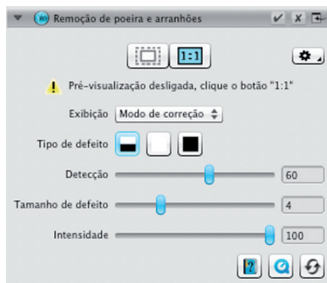 Remoção de poeira e arranhões
1:1
Pré-visualização desligada, clique o botão "1:1"
Exibição Modo de correção
Tipo de defeito
Detecção 60
Tamanho de defeito 4
Intensidade 100